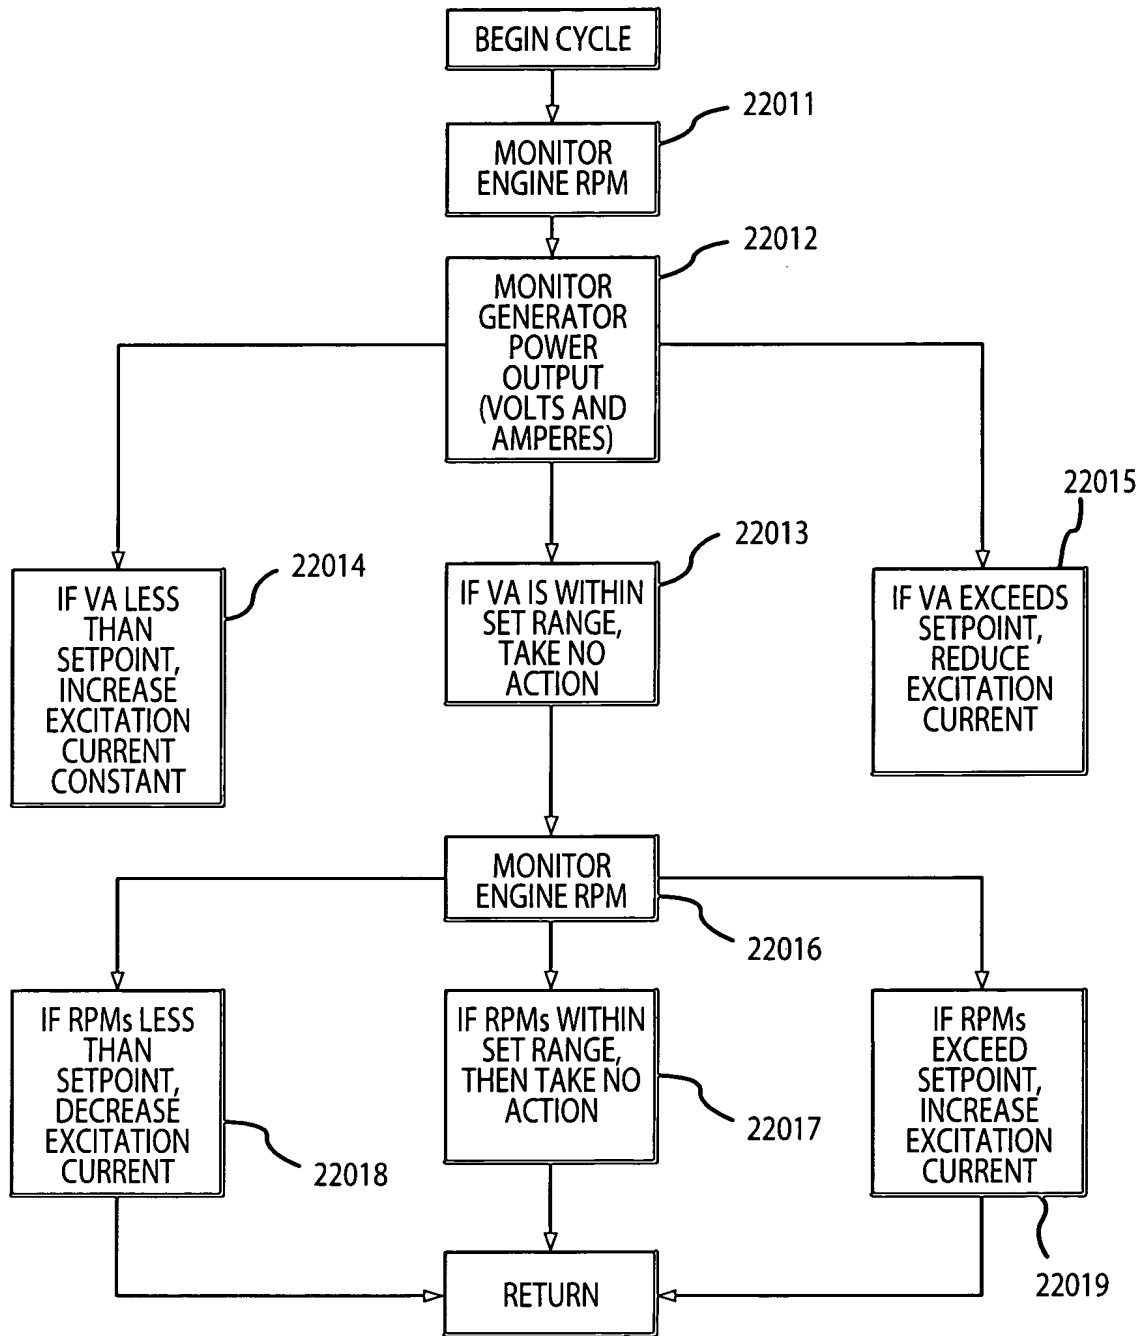 BEGIN CYCLE
22011
MONITOR
ENGINE RPM
22012
MONITOR
GENERATOR
POWER
OUTPUT
(VOLTS AND
AMPERES)
22014
IF VA LESS
THAN
SETPOINT,
INCREASE
EXCITATION
CURRENT
CONSTANT
22013
IF VA IS WITHIN
SET RANGE,
TAKE NO
ACTION
22015
IF VA EXCEEDS
SETPOINT,
REDUCE
EXCITATION
CURRENT
MONITOR
ENGINE RPM
22016
IF RPMs LESS
THAN
SETPOINT,
DECREASE
EXCITATION
CURRENT
22018
IF RPMs WITHIN
SET RANGE,
THEN TAKE NO
ACTION
22017
IF RPMs
EXCEED
SETPOINT,
INCREASE
EXCITATION
CURRENT
22019
RETURN